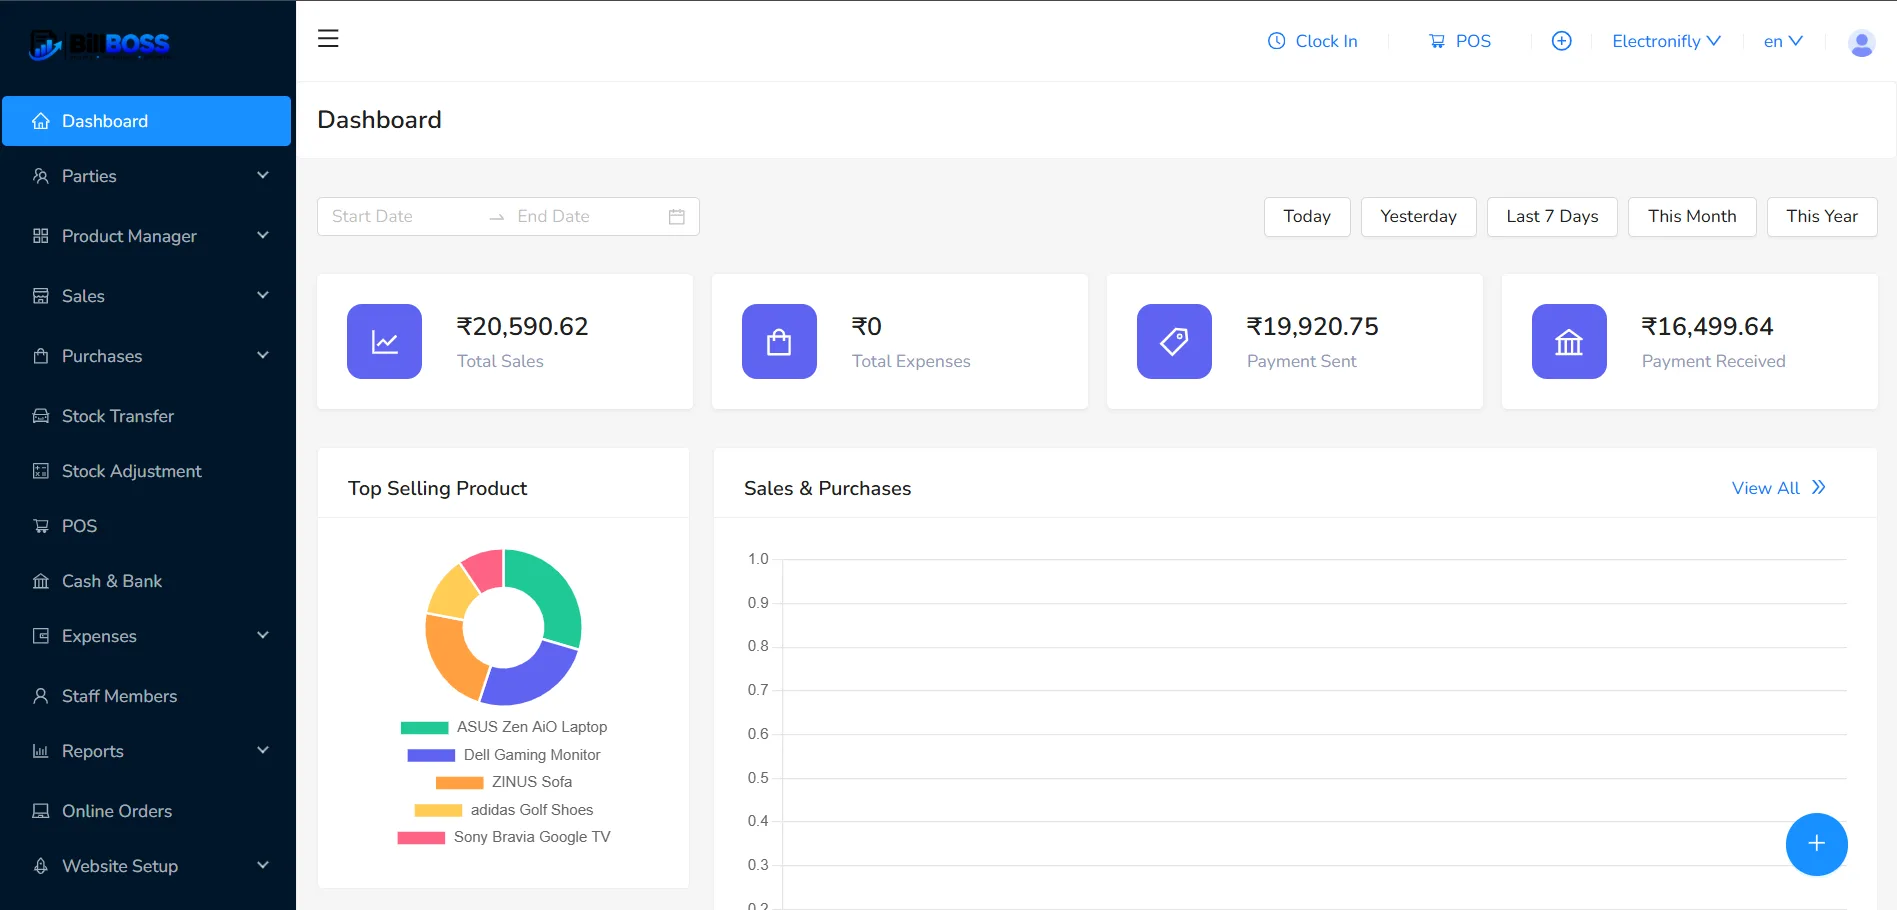 BillBOSS
Clock In
POS
Electronifly
en
Dashboard
Parties
Product Manager
Sales
Purchases
Stock Transfer
Stock Adjustment
POS
Cash & Bank
Expenses
Staff Members
Reports
Online Orders
Website Setup
Dashboard
Start Date
End Date
Today
Yesterday
Last 7 Days
This Month
This Year
₹20,590.62
Total Sales
₹0
Total Expenses
₹19,920.75
Payment Sent
₹16,499.64
Payment Received
Top Selling Product
ASUS Zen AiO Laptop
Dell Gaming Monitor
ZINUS Sofa
adidas Golf Shoes
Sony Bravia Google TV
Sales & Purchases
View All
1.0
0.9
0.8
0.7
0.6
0.5
0.4
0.3
0.2